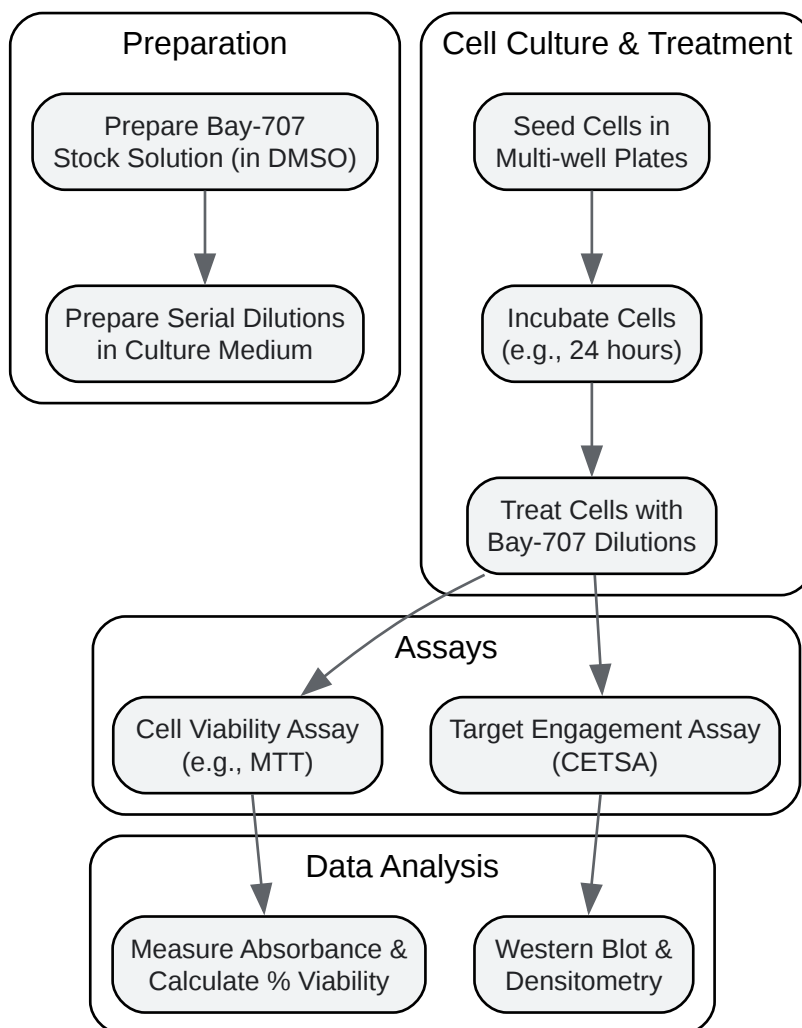 Preparation
Prepare Bay-707
Stock Solution (in DMSO)
Prepare Serial Dilutions
in Culture Medium
Cell Culture & Treatment
Seed Cells in
Multi-well Plates
Incubate Cells
(e.g., 24 hours)
Treat Cells with
Bay-707 Dilutions
Assays
Cell Viability Assay
(e.g., MTT)
Target Engagement Assay
(CETSA)
Data Analysis
Measure Absorbance &
Calculate % Viability
Western Blot &
Densitometry